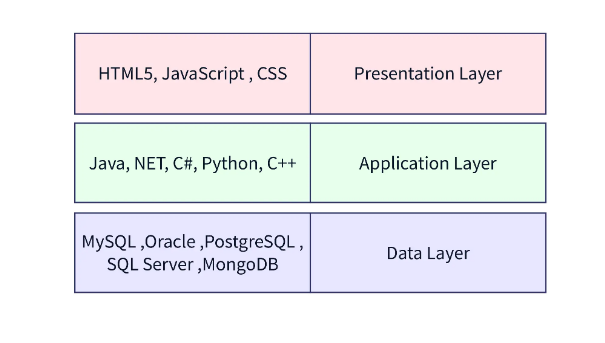 HTML5, JavaScript , CSS
Presentation Layer
Java, NET, C#, Python, C++
Application Layer
MySQL ,Oracle ,PostgreSQL ,
SQL Server ,MongoDB
Data Layer